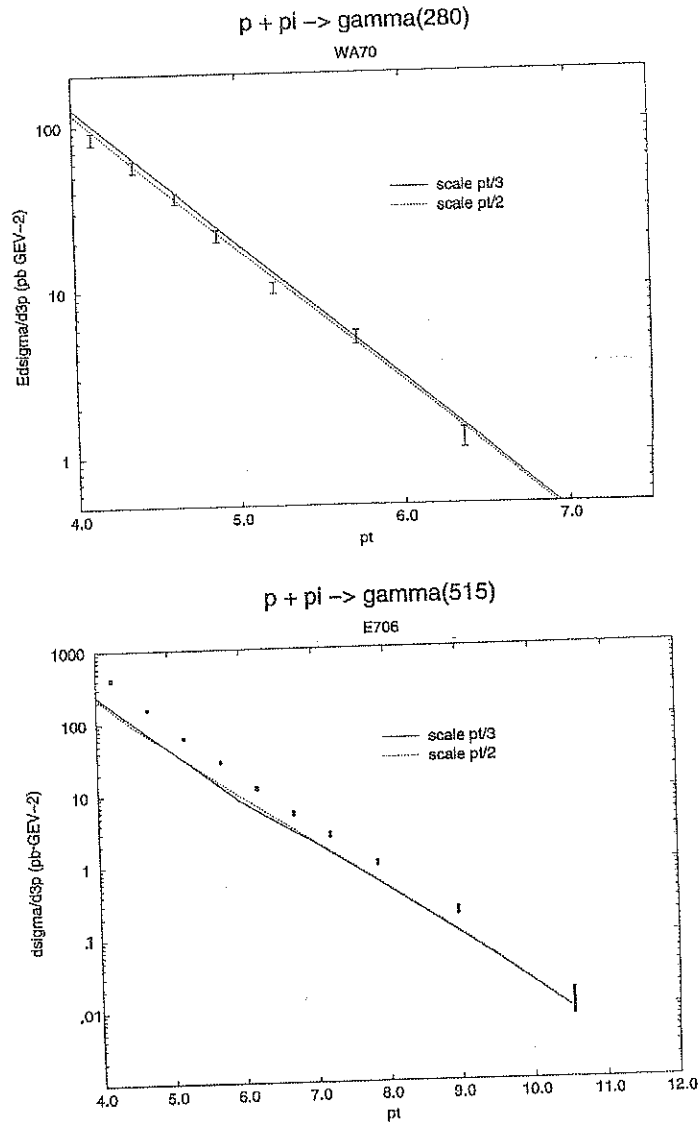 p + pi -> gamma(280)
WA70
100
10
1
Edsigma/d3p (pb GEV-2)
scale pt/3
scale pt/2
4.0 5.0 6.0 7.0
pt
p + pi -> gamma(515)
E706
1000
100
10
1
.1
.01
dsigma/d3p (pb-GEV-2)
scale pt/3
scale pt/2
4.0 5.0 6.0 7.0 8.0 9.0 10.0 11.0 12.0
pt